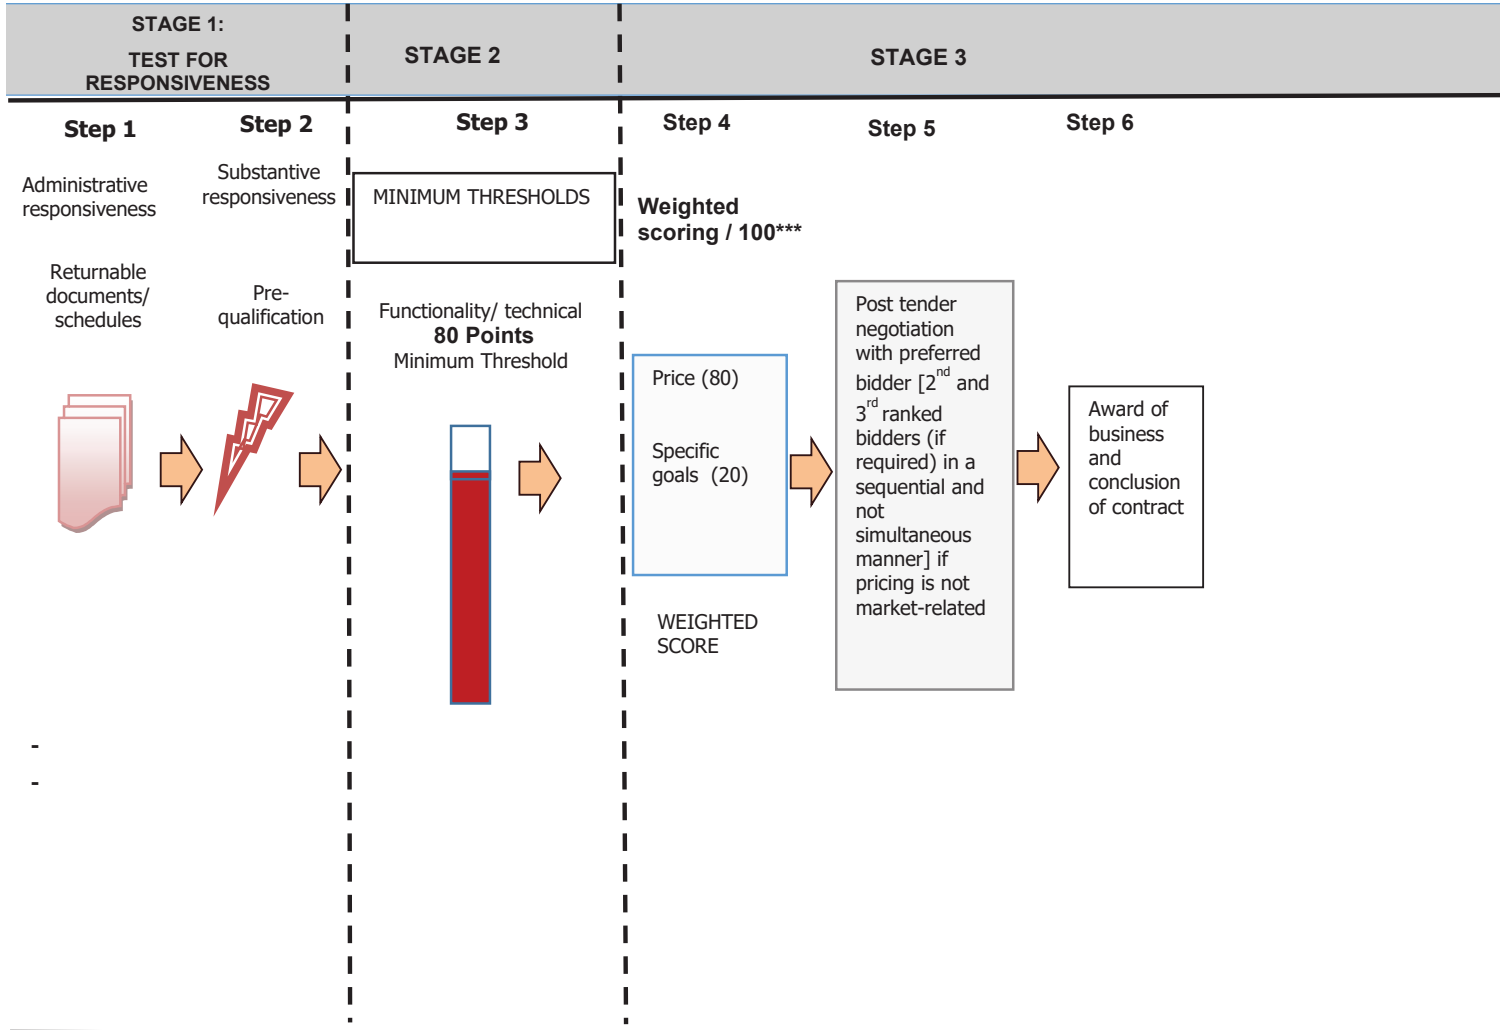 STAGE 1:
TEST FOR
RESPONSIVENESS
STAGE 2
STAGE 3
Step 1
Step 2
Step 3
Step 4
Step 5
Step 6
Administrative
responsiveness
Substantive
responsiveness
MINIMUM THRESHOLDS
Weighted
scoring / 100***
Returnable
documents/
schedules
Pre-
qualification
Functionality/ technical
80 Points
Minimum Threshold
Price (80)
Specific
goals (20)
WEIGHTED
SCORE
Post tender
negotiation
with preferred
bidder [2nd and
3rd ranked
bidders (if
required) in a
sequential and
not
simultaneous
manner] if
pricing is not
market-related
Award of
business
and
conclusion
of contract
-
-